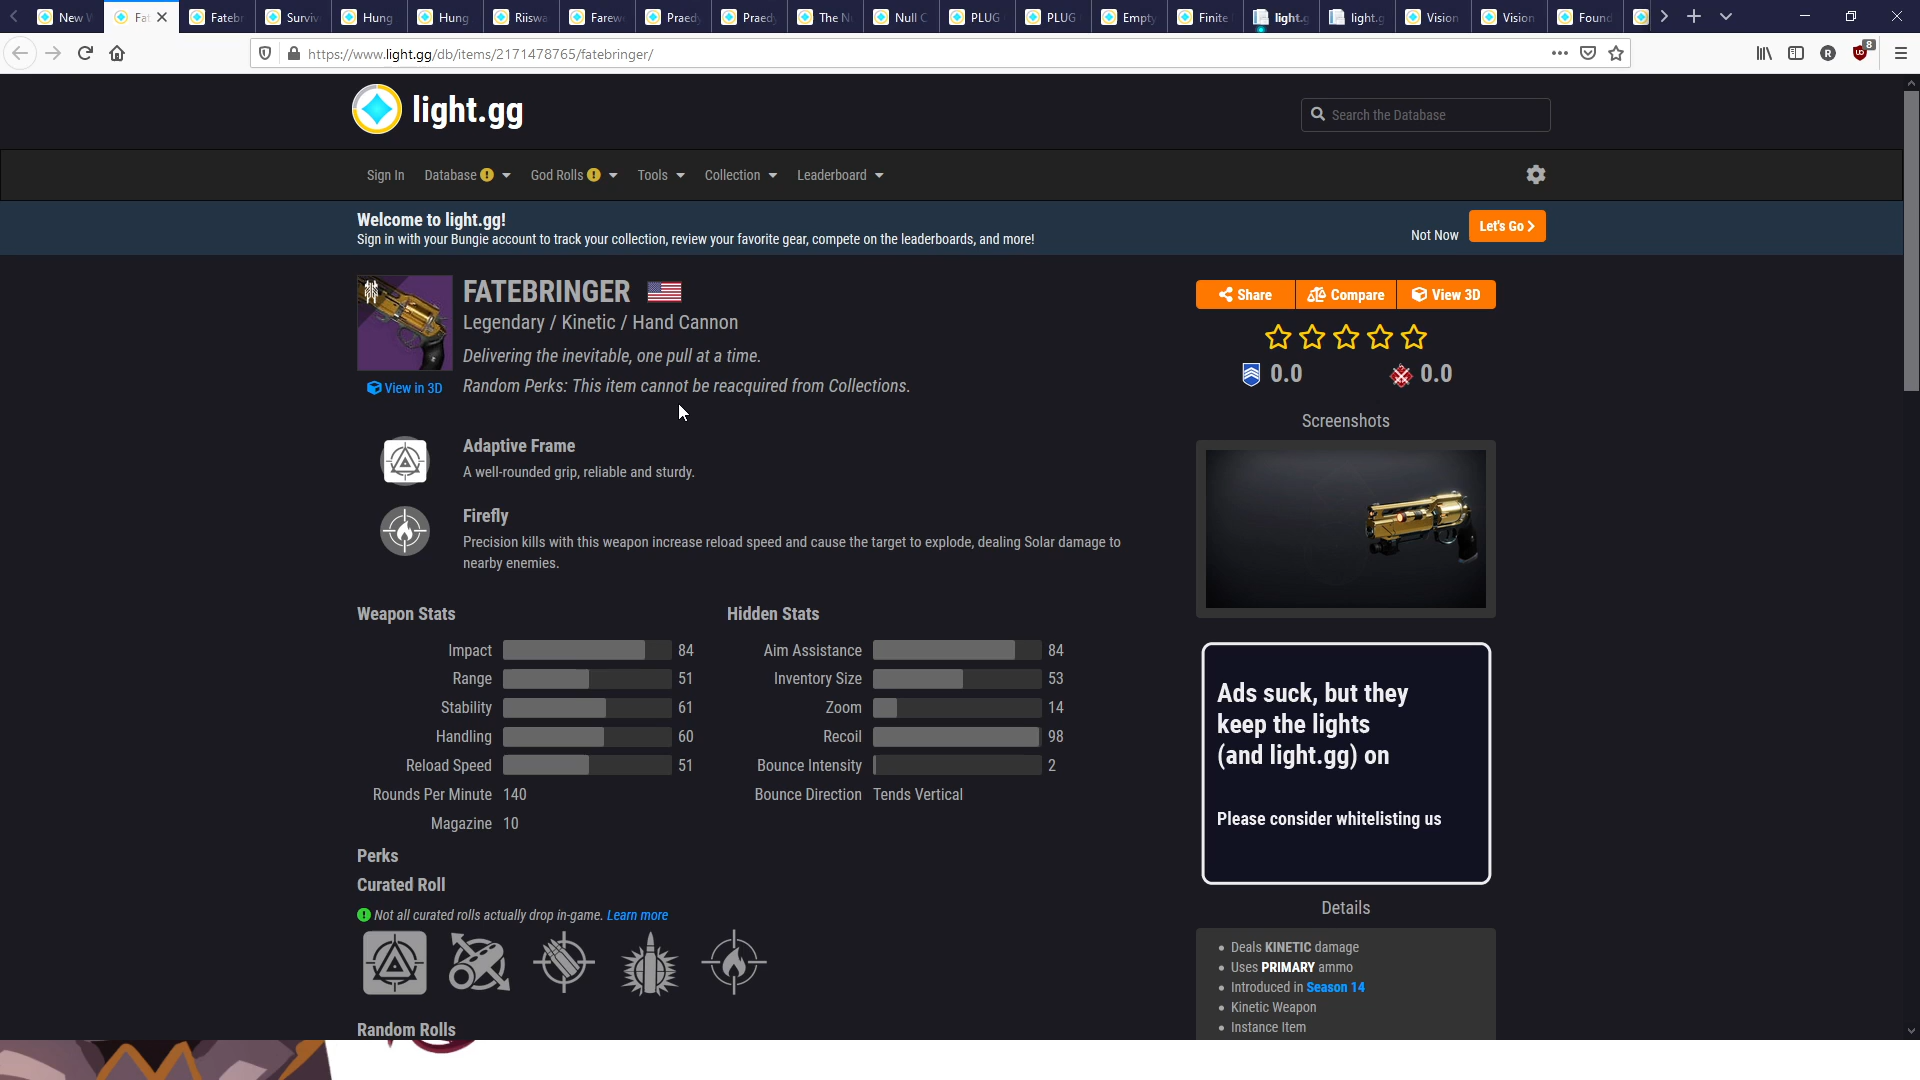 New
Fat
Fatebr
Surviv
Hung
Hung
Riiswa
Farew
Praedy
Praedy
The N
Null C
PLUG
PLUG
Empty
Finite
light.g
light.g
Vision
Vision
Found
https://www.light.gg/db/items/2171478765/fatebringer/
8
light.gg
Search the Database
Sign In Database God Rolls Tools Collection Leaderboard
Welcome to light.gg!
Sign in with your Bungie account to track your collection, review your favorite gear, compete on the leaderboards, and more!
Not Now
Let's Go
FATEBRINGER
Legendary / Kinetic / Hand Cannon
Delivering the inevitable, one pull at a time.
View in 3D
Random Perks: This item cannot be reacquired from Collections.
Adaptive Frame
A well-rounded grip, reliable and sturdy.
Firefly
Precision kills with this weapon increase reload speed and cause the target to explode, dealing Solar damage to
nearby enemies.
Weapon Stats
Impact 84
Range 51
Stability 61
Handling 60
Reload Speed 51
Rounds Per Minute 140
Magazine 10
Hidden Stats
Aim Assistance 84
Inventory Size 53
Zoom 14
Recoil 98
Bounce Intensity 2
Bounce Direction Tends Vertical
Perks
Curated Roll
Not all curated rolls actually drop in-game. Learn more
Random Rolls
Share
Compare
View 3D
0.0
0.0
Screenshots
Ads suck, but they
keep the lights
(and light.gg) on
Please consider whitelisting us
Details
Deals KINETIC damage
Uses PRIMARY ammo
Introduced in Season 14
Kinetic Weapon
Instance Item